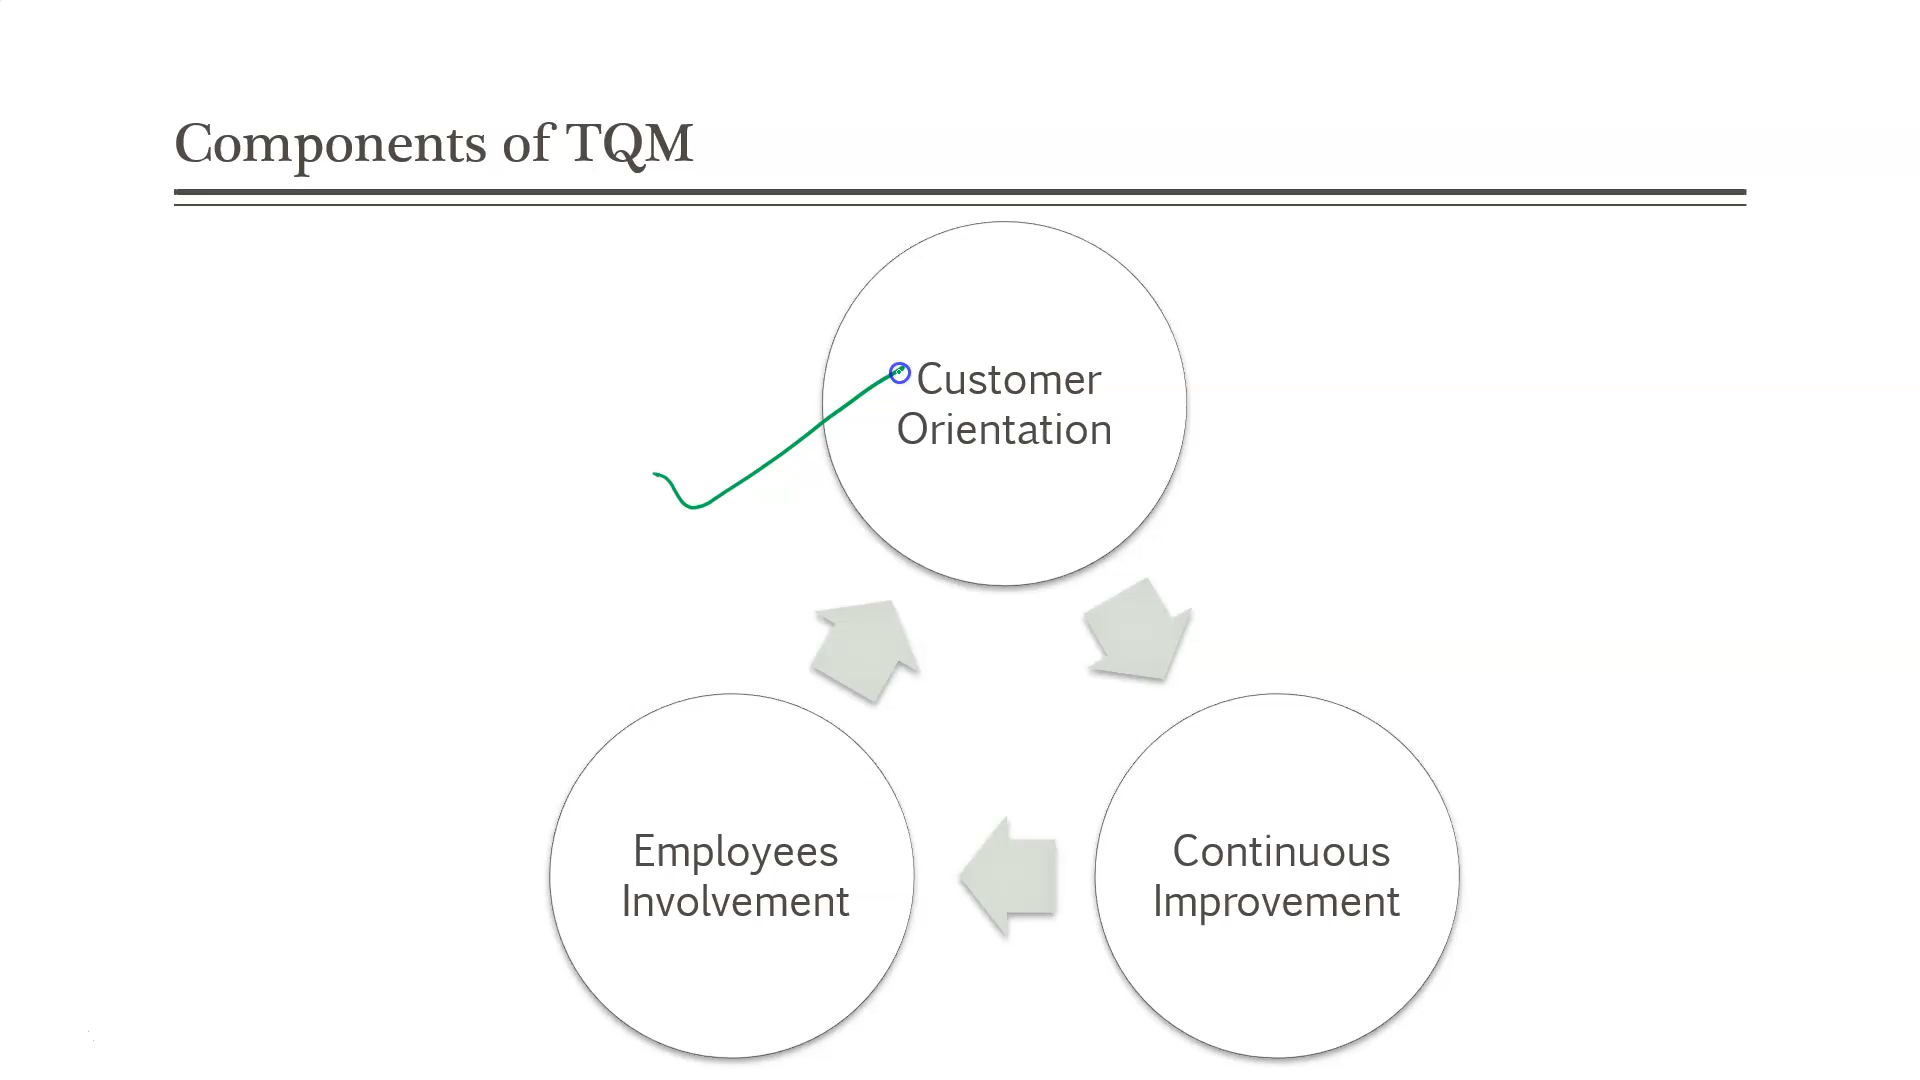 Components of TQM
Customer
Orientation
Employees
Involvement
Continuous
Improvement